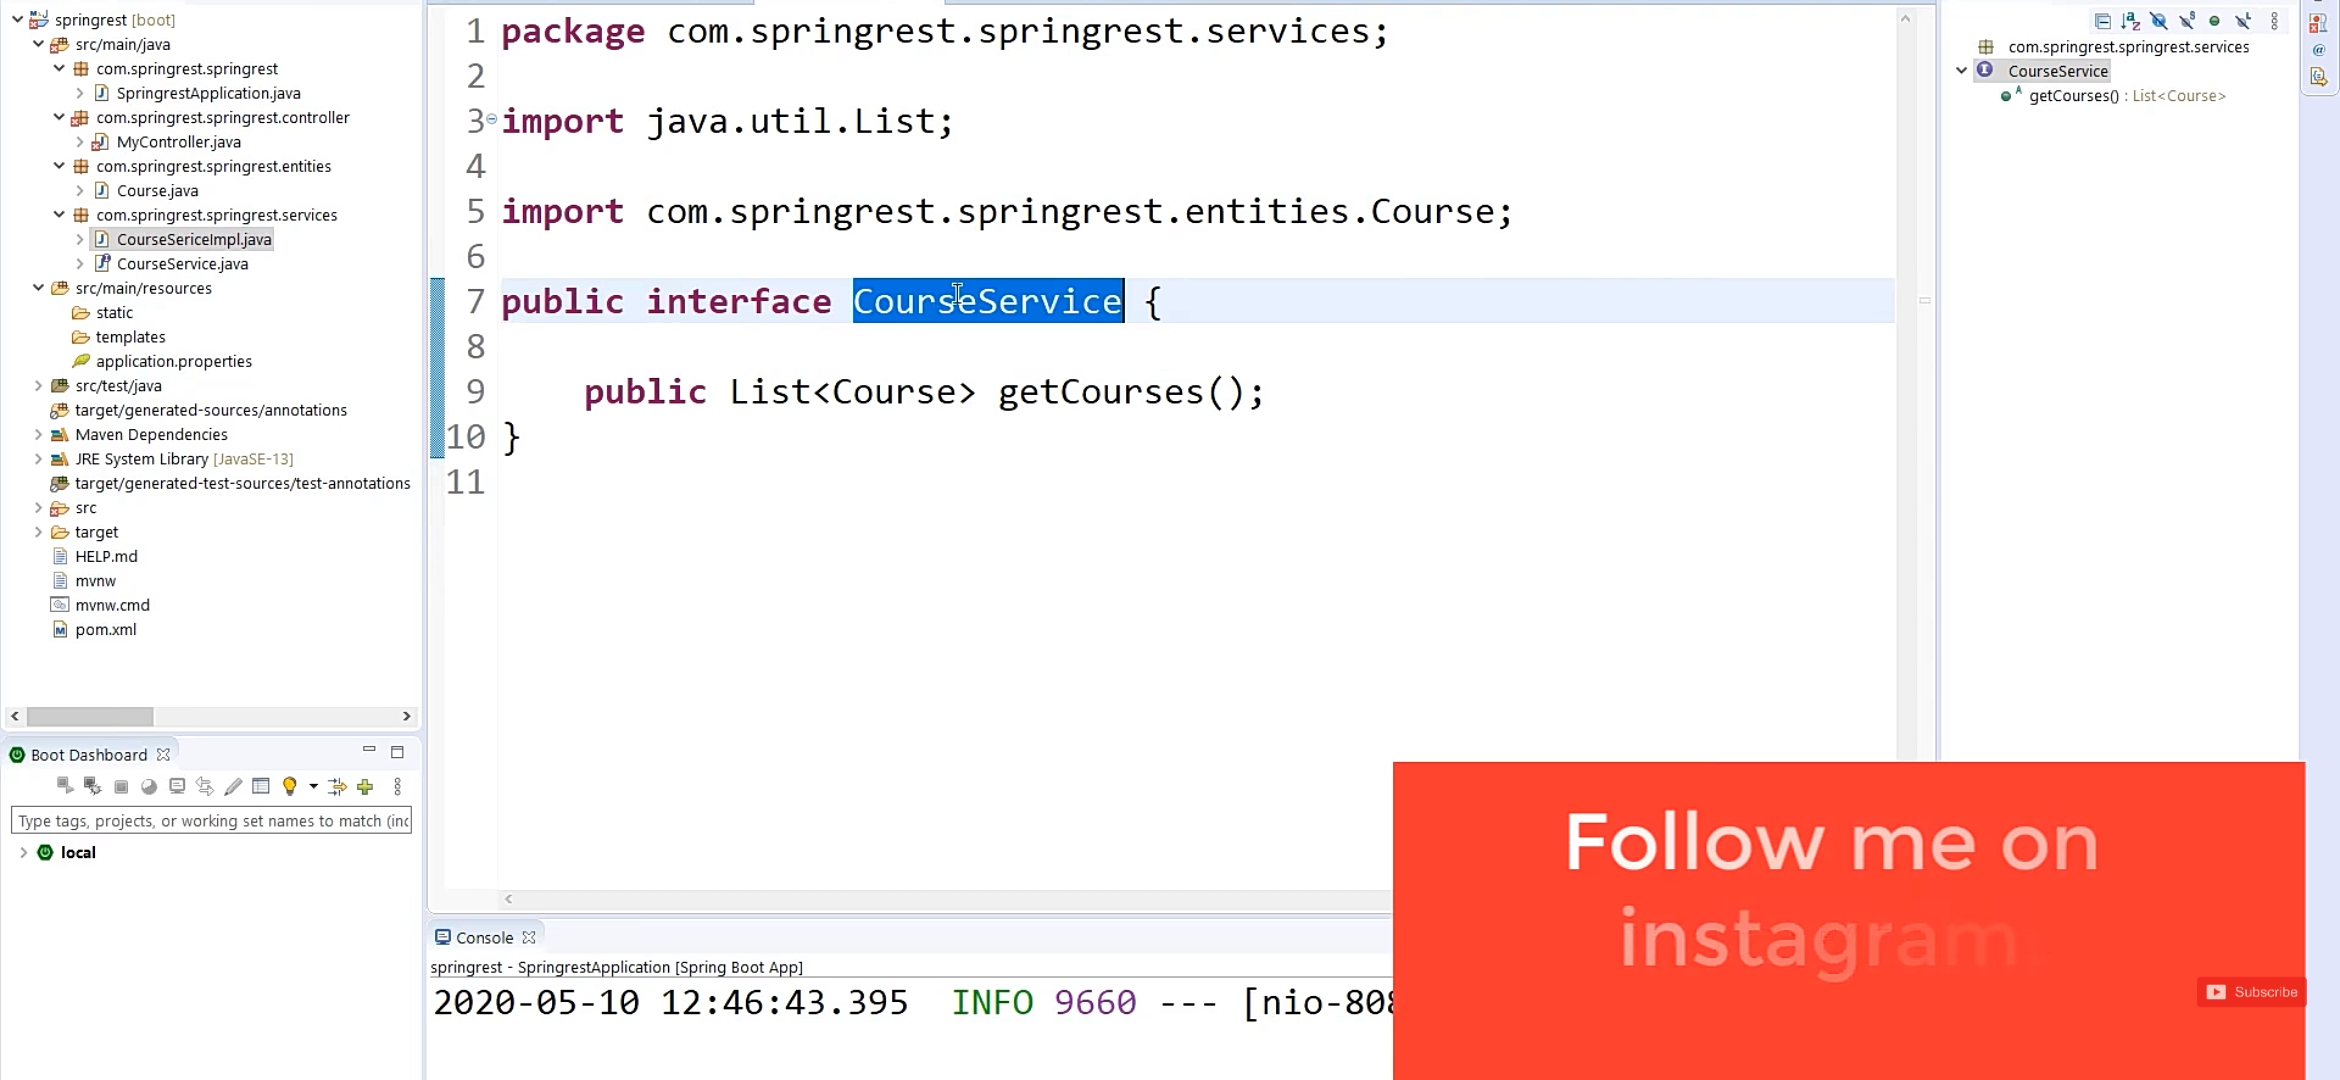 springrest [boot]
src/main/java
com.springrest.springrest
SpringrestApplication.java
com.springrest.springrest.controller
MyController.java
com.springrest.springrest.entities
Course.java
com.springrest.springrest.services
CourseSericeImpl.java
CourseService.java
src/main/resources
static
templates
application.properties
src/test/java
target/generated-sources/annotations
Maven Dependencies
JRE System Library [JavaSE-13]
target/generated-test-sources/test-annotations
src
target
HELP.md
mvnw
mvnw.cmd
pom.xml
Boot Dashboard
Type tags, projects, or working set names to match (inc
local
1 package com.springrest.springrest.services;
2
3 import java.util.List;
4
5 import com.springrest.springrest.entities.Course;
6
7 public interface CourseService {
8
9 public List<Course> getCourses();
10 }
11
Console
springrest - SpringrestApplication [Spring Boot App]
2020-05-10 12:46:43.395 INFO 9660 --- [nio-808
com.springrest.springrest.services
CourseService
getCourses() : List<Course>
Follow me on
instagram
Subscribe